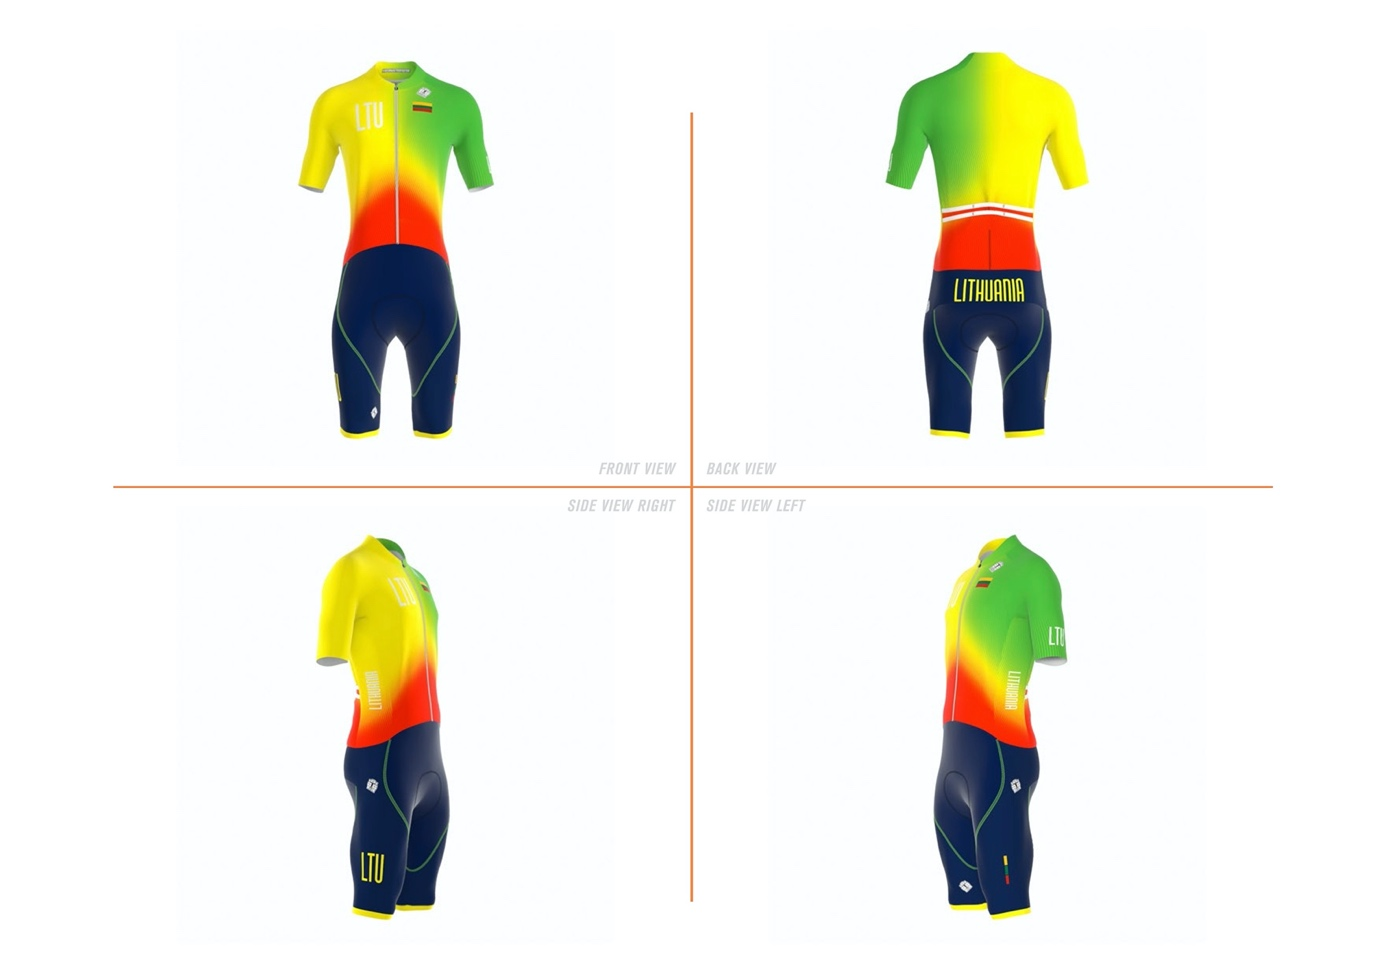 LTU
LITHUANIA
FRONT VIEW
BACK VIEW
SIDE VIEW RIGHT
SIDE VIEW LEFT
LTU
LITHUANIA
LTU
LTU
LITHUANIA